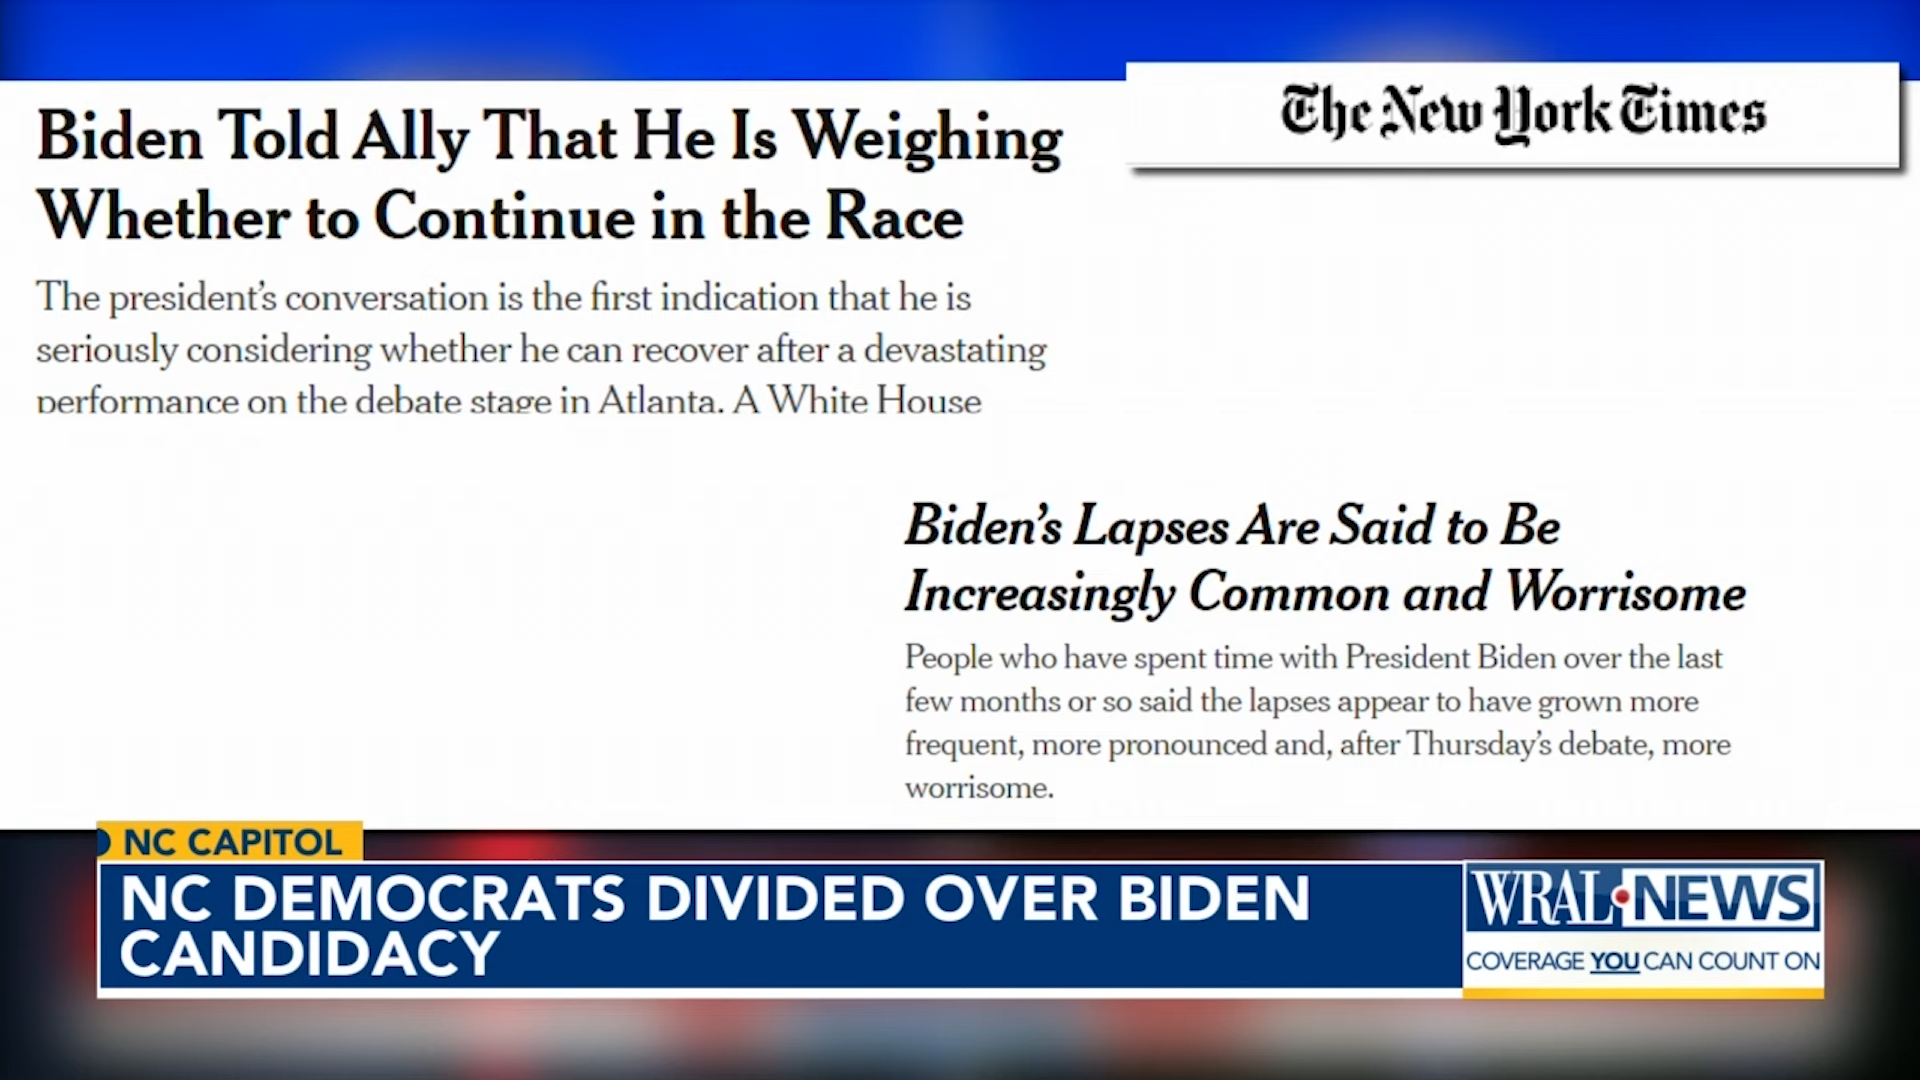 The New York Times
Biden Told Ally That He Is Weighing
Whether to Continue in the Race
The president’s conversation is the first indication that he is
seriously considering whether he can recover after a devastating
performance on the debate stage in Atlanta. A White House
Biden’s Lapses Are Said to Be
Increasingly Common and Worrisome
People who have spent time with President Biden over the last
few months or so said the lapses appear to have grown more
frequent, more pronounced and, after Thursday’s debate, more
worrisome.
NC CAPITOL
NC DEMOCRATS DIVIDED OVER BIDEN
CANDIDACY
WRAL NEWS
COVERAGE YOU CAN COUNT ON